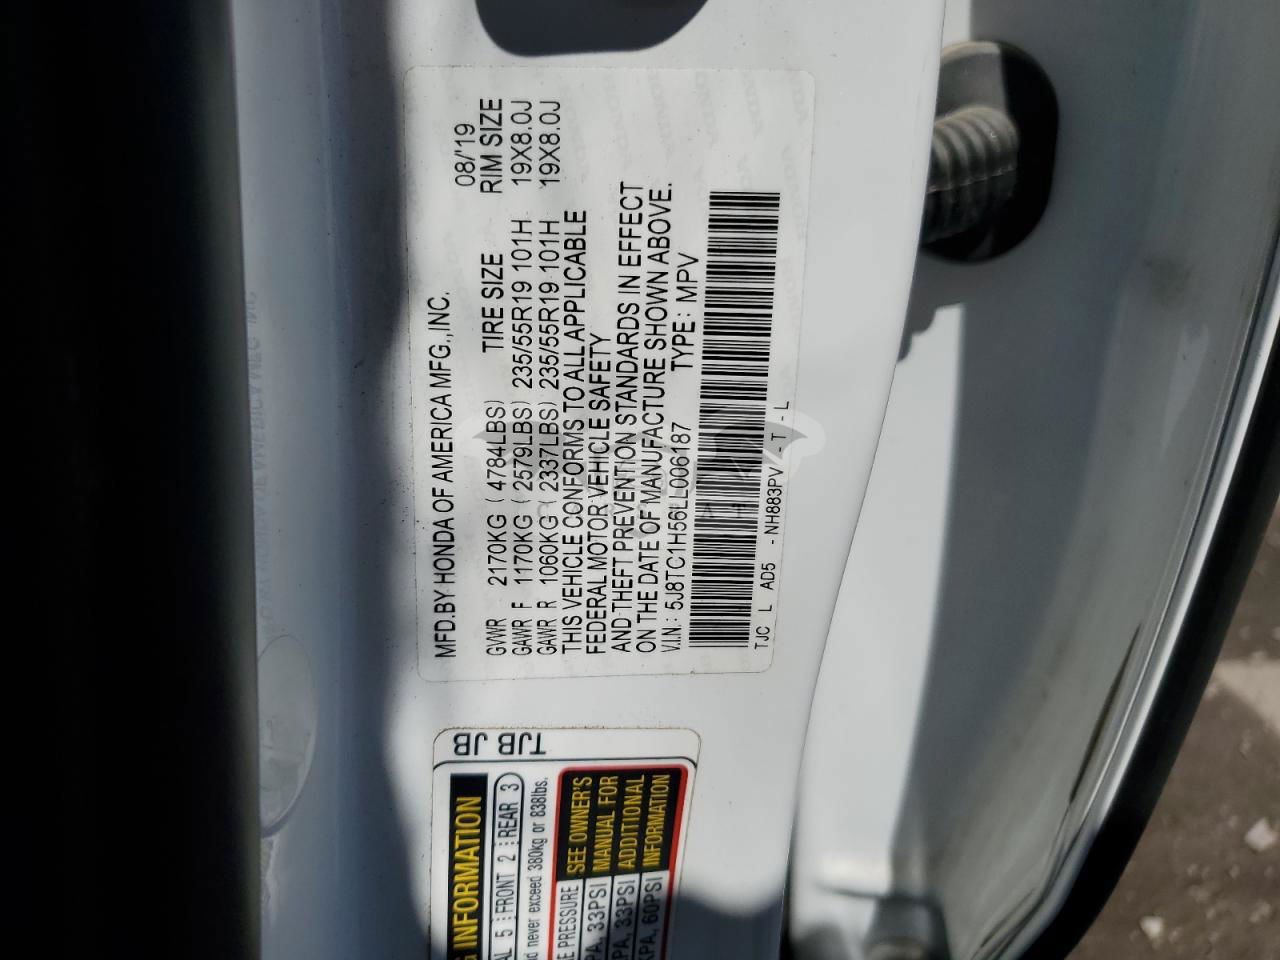 MFD.BY HONDA OF AMERICA MFG.,INC. 08/'19
GVWR 2170KG ( 4784LBS) TIRE SIZE RIM SIZE
GAWR F 1170KG ( 2579LBS) 235/55R19 101H 19X8.0J
GAWR R 1060KG ( 2337LBS) 235/55R19 101H 19X8.0J
THIS VEHICLE CONFORMS TO ALL APPLICABLE
FEDERAL MOTOR VEHICLE SAFETY
AND THEFT PREVENTION STANDARDS IN EFFECT
ON THE DATE OF MANUFACTURE SHOWN ABOVE.
V.I.N.: 5J8TC1H56LL006187 TYPE: MPV
TJC L AD5 - NH883PV - T - L
TJB JB
INFORMATION
5 FRONT 2 REAR 3
never exceed 380kg or 838lbs.
PRESSURE SEE OWNER'S
33PSI MANUAL FOR
33PSI ADDITIONAL
60PSI INFORMATION